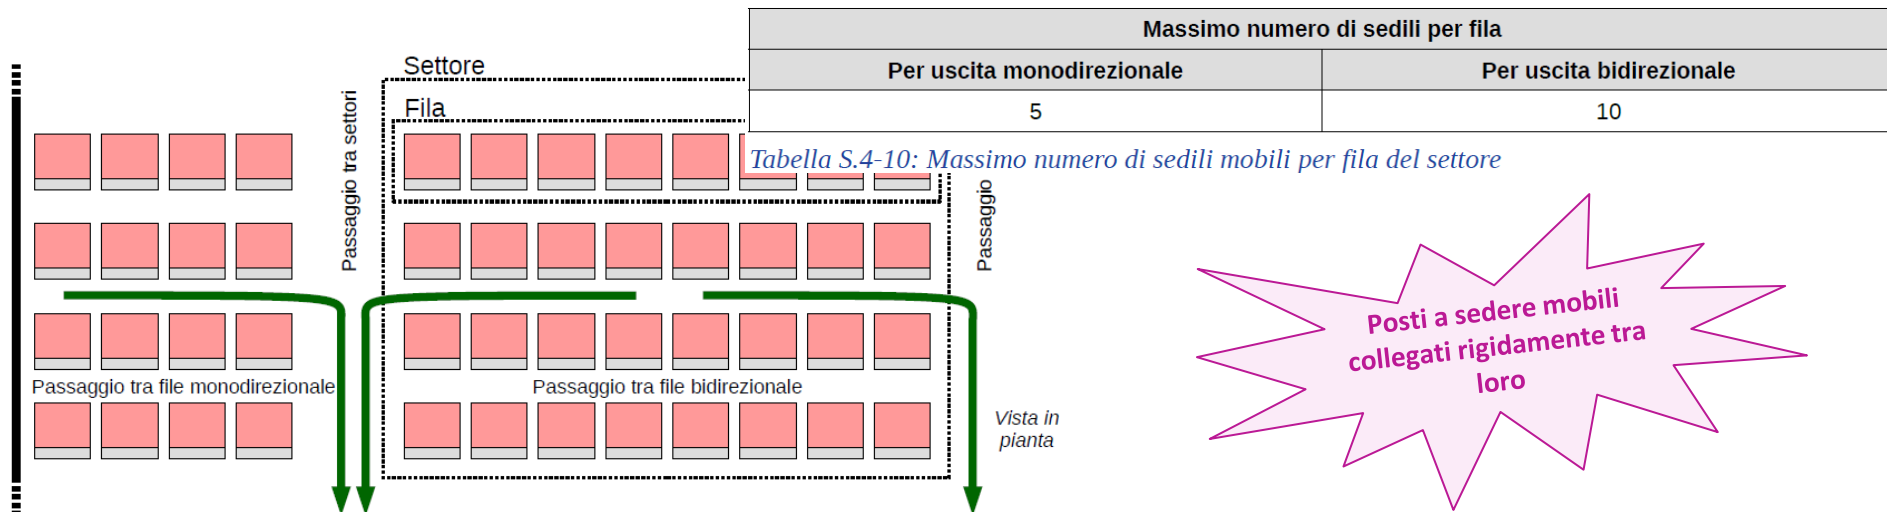 Massimo numero di sedili per fila
Per uscita monodirezionale
Per uscita bidirezionale
5
10
Tabella S.4-10: Massimo numero di sedili mobili per fila del settore
Settore
Fila
Passaggio tra settori
Passaggio
Passaggio tra file monodirezionale
Passaggio tra file bidirezionale
Vista in
pianta
Posti a sedere mobili
collegati rigidamente tra
loro